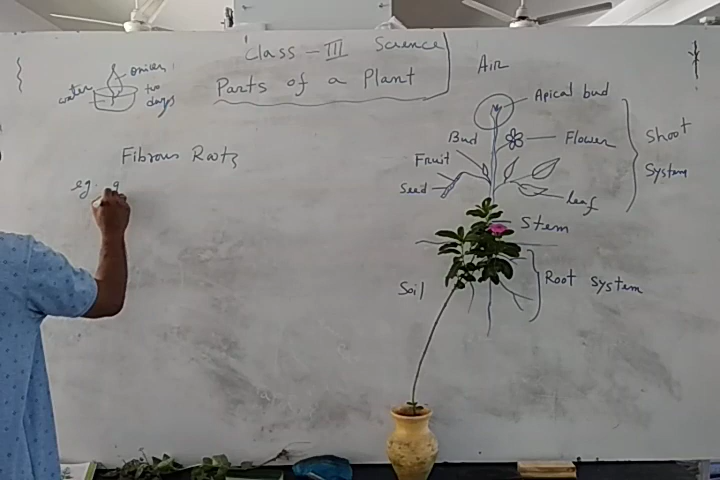 Class - III Science
Parts of a Plant
onion
water
two
days
Fibrous Roots
eg. g
AIR
Apical bud
Bud
Flower
Fruit
Seed
leaf
Stem
Shoot
System
Soil
Root System